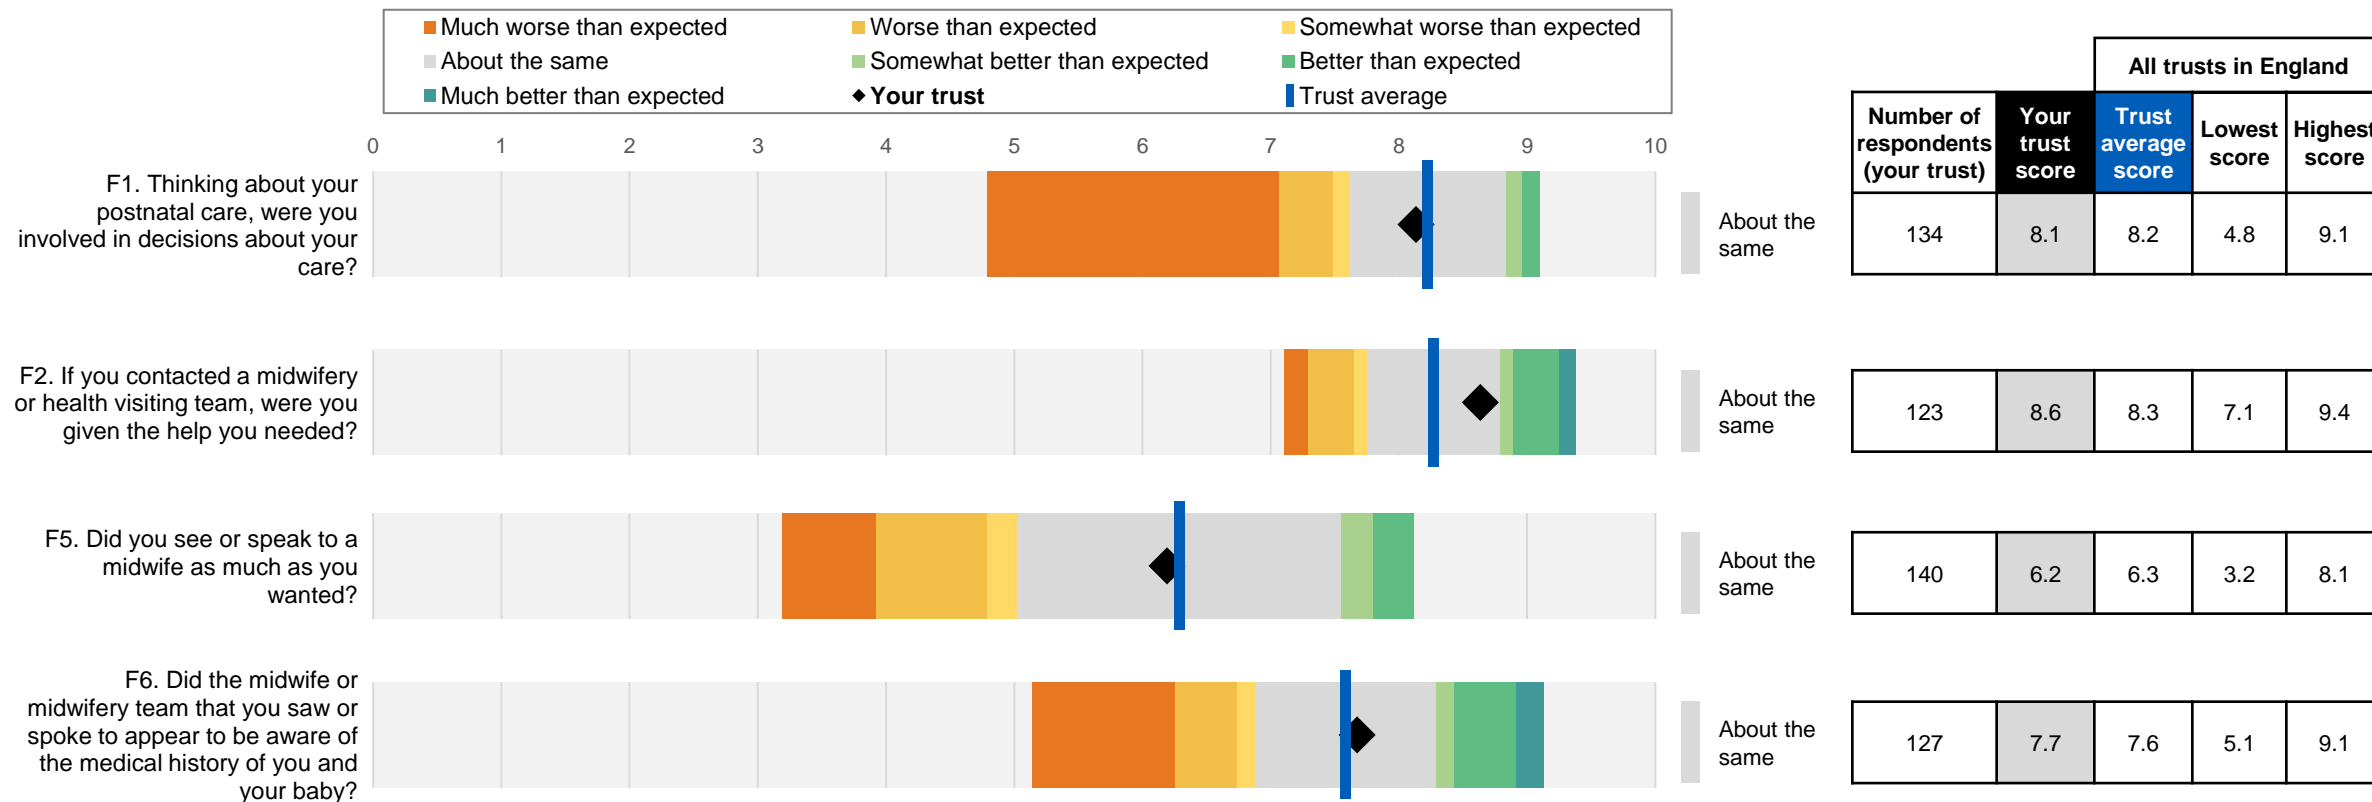 Much worse than expected
Worse than expected
Somewhat worse than expected
About the same
Somewhat better than expected
Better than expected
Much better than expected
Your trust
Trust average
All trusts in England
Number of
respondents
(your trust)
Your
trust
score
Trust
average
score
Lowest
score
Highest
score
0 1 2 3 4 5 6 7 8 9 10
F1. Thinking about your
postnatal care, were you
involved in decisions about your
care?
About the
same
134 8.1 8.2 4.8 9.1
F2. If you contacted a midwifery
or health visiting team, were you
given the help you needed?
About the
same
123 8.6 8.3 7.1 9.4
F5. Did you see or speak to a
midwife as much as you
wanted?
About the
same
140 6.2 6.3 3.2 8.1
F6. Did the midwife or
midwifery team that you saw or
spoke to appear to be aware of
the medical history of you and
your baby?
About the
same
127 7.7 7.6 5.1 9.1